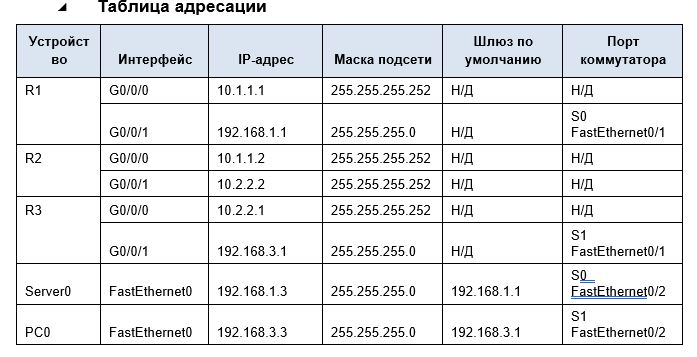 Таблица адресации
Устройст
во
Интерфейс
IP-адрес
Маска подсети
Шлюз по
умолчанию
Порт
коммутатора
R1
G0/0/0
10.1.1.1
255.255.255.252
Н/Д
Н/Д
G0/0/1
192.168.1.1
255.255.255.0
Н/Д
S0
FastEthernet0/1
R2
G0/0/0
10.1.1.2
255.255.255.252
Н/Д
Н/Д
G0/0/1
10.2.2.2
255.255.255.252
Н/Д
Н/Д
R3
G0/0/0
10.2.2.1
255.255.255.252
Н/Д
Н/Д
G0/0/1
192.168.3.1
255.255.255.0
Н/Д
S1
FastEthernet0/1
Server0
FastEthernet0
192.168.1.3
255.255.255.0
192.168.1.1
S0
FastEthernet0/2
PC0
FastEthernet0
192.168.3.3
255.255.255.0
192.168.3.1
S1
FastEthernet0/2